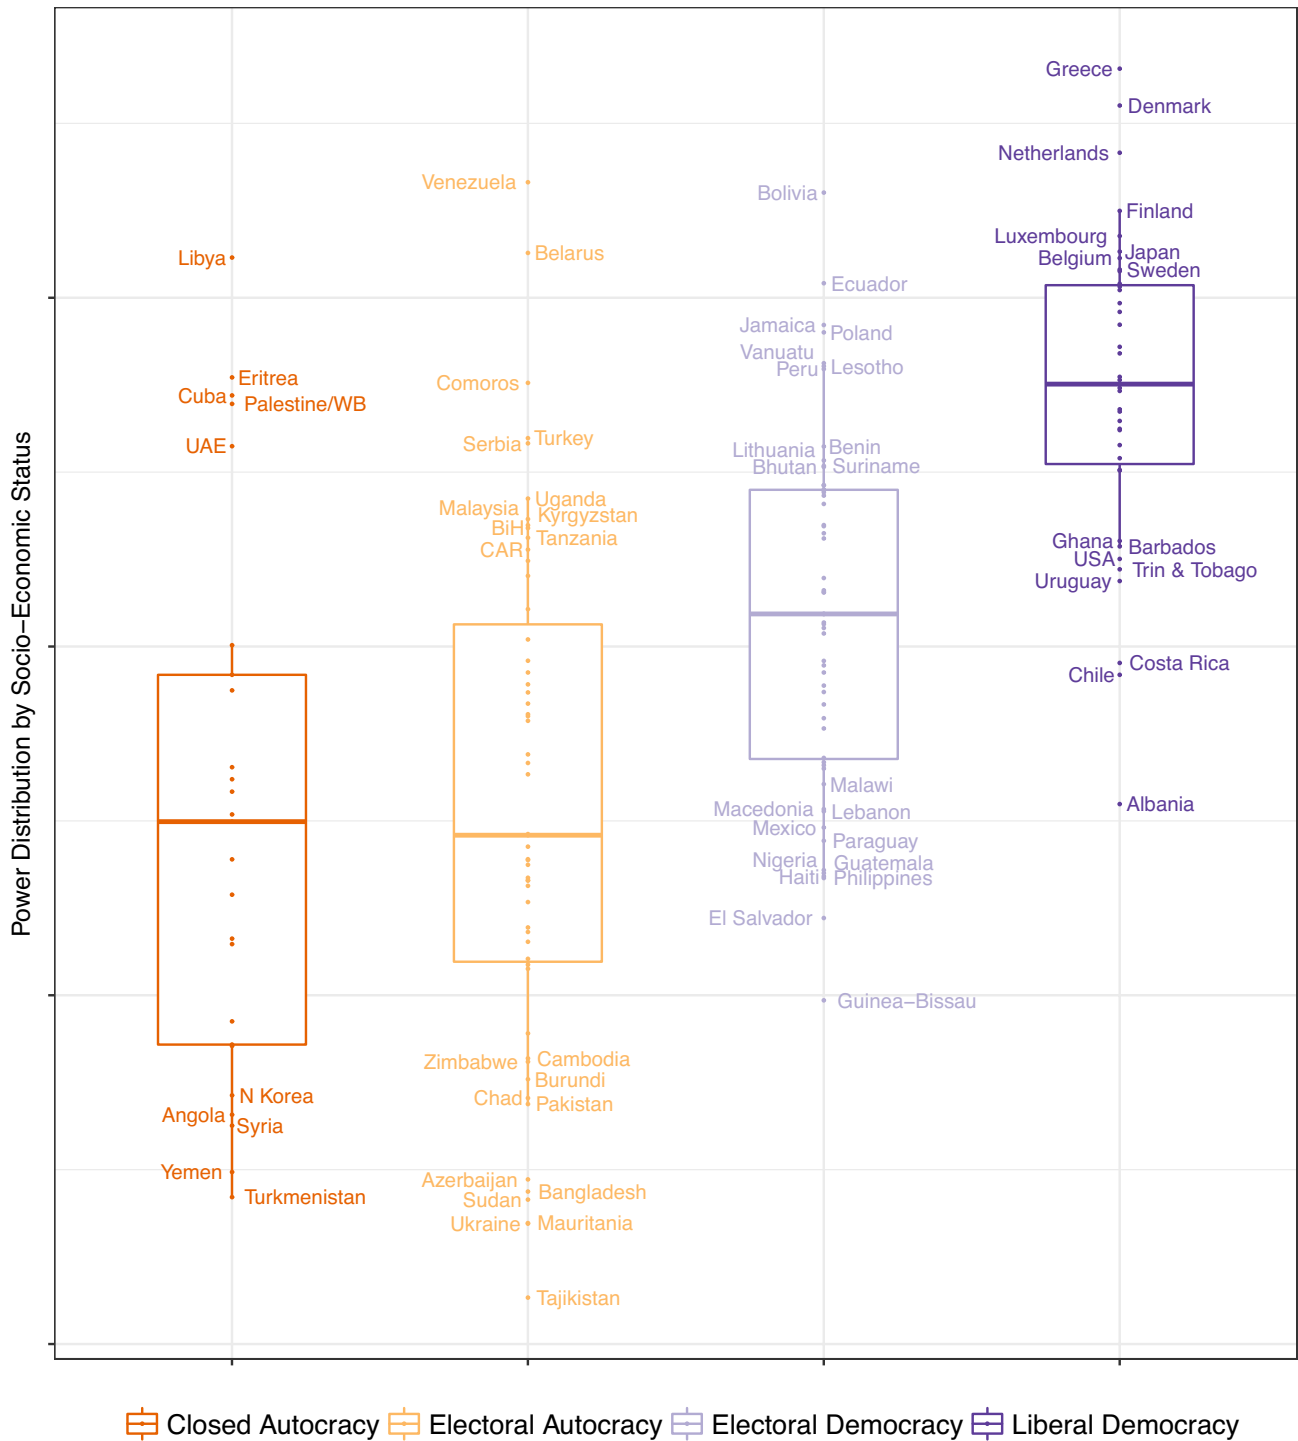 Greece
Denmark
Netherlands
Venezuela
Bolivia
Finland
Luxembourg
Libya
Belarus
Japan
Belgium
Sweden
Ecuador
Jamaica
Poland
Vanuatu
Peru
Lesotho
Eritrea
Comoros
Cuba
Palestine/WB
UAE
Serbia
Turkey
Lithuania
Benin
Bhutan
Suriname
Uganda
Malaysia
Kyrgyzstan
BiH
Tanzania
CAR
Ghana
Barbados
USA
Trin & Tobago
Uruguay
Costa Rica
Chile
Power Distribution by Socio−Economic Status
Malawi
Albania
Macedonia
Lebanon
Mexico
Paraguay
Nigeria
Guatemala
Haiti
Philippines
El Salvador
Guinea−Bissau
Zimbabwe
Cambodia
Burundi
N Korea
Chad
Pakistan
Angola
Syria
Yemen
Azerbaijan
Bangladesh
Turkmenistan
Sudan
Ukraine
Mauritania
Tajikistan
Closed Autocracy Electoral Autocracy Electoral Democracy Liberal Democracy